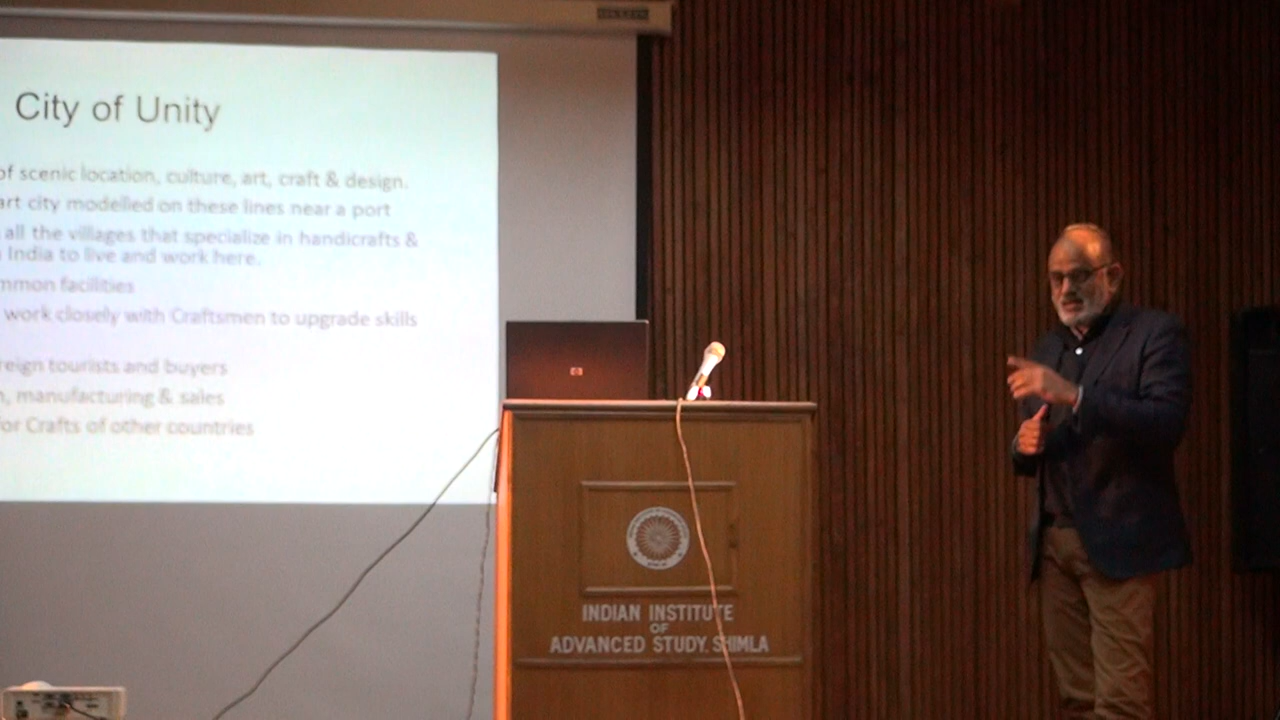 City of Unity
of scenic location, culture, art, craft & design.
art city modelled on these lines near a port
all the villages that specialize in handicrafts &
India to live and work here.
mmon facilities
work closely with Craftsmen to upgrade skills
reign tourists and buyers
n, manufacturing & sales
or Crafts of other countries
hp
INDIAN INSTITUTE
OF
ADVANCED STUDY, SHIMLA